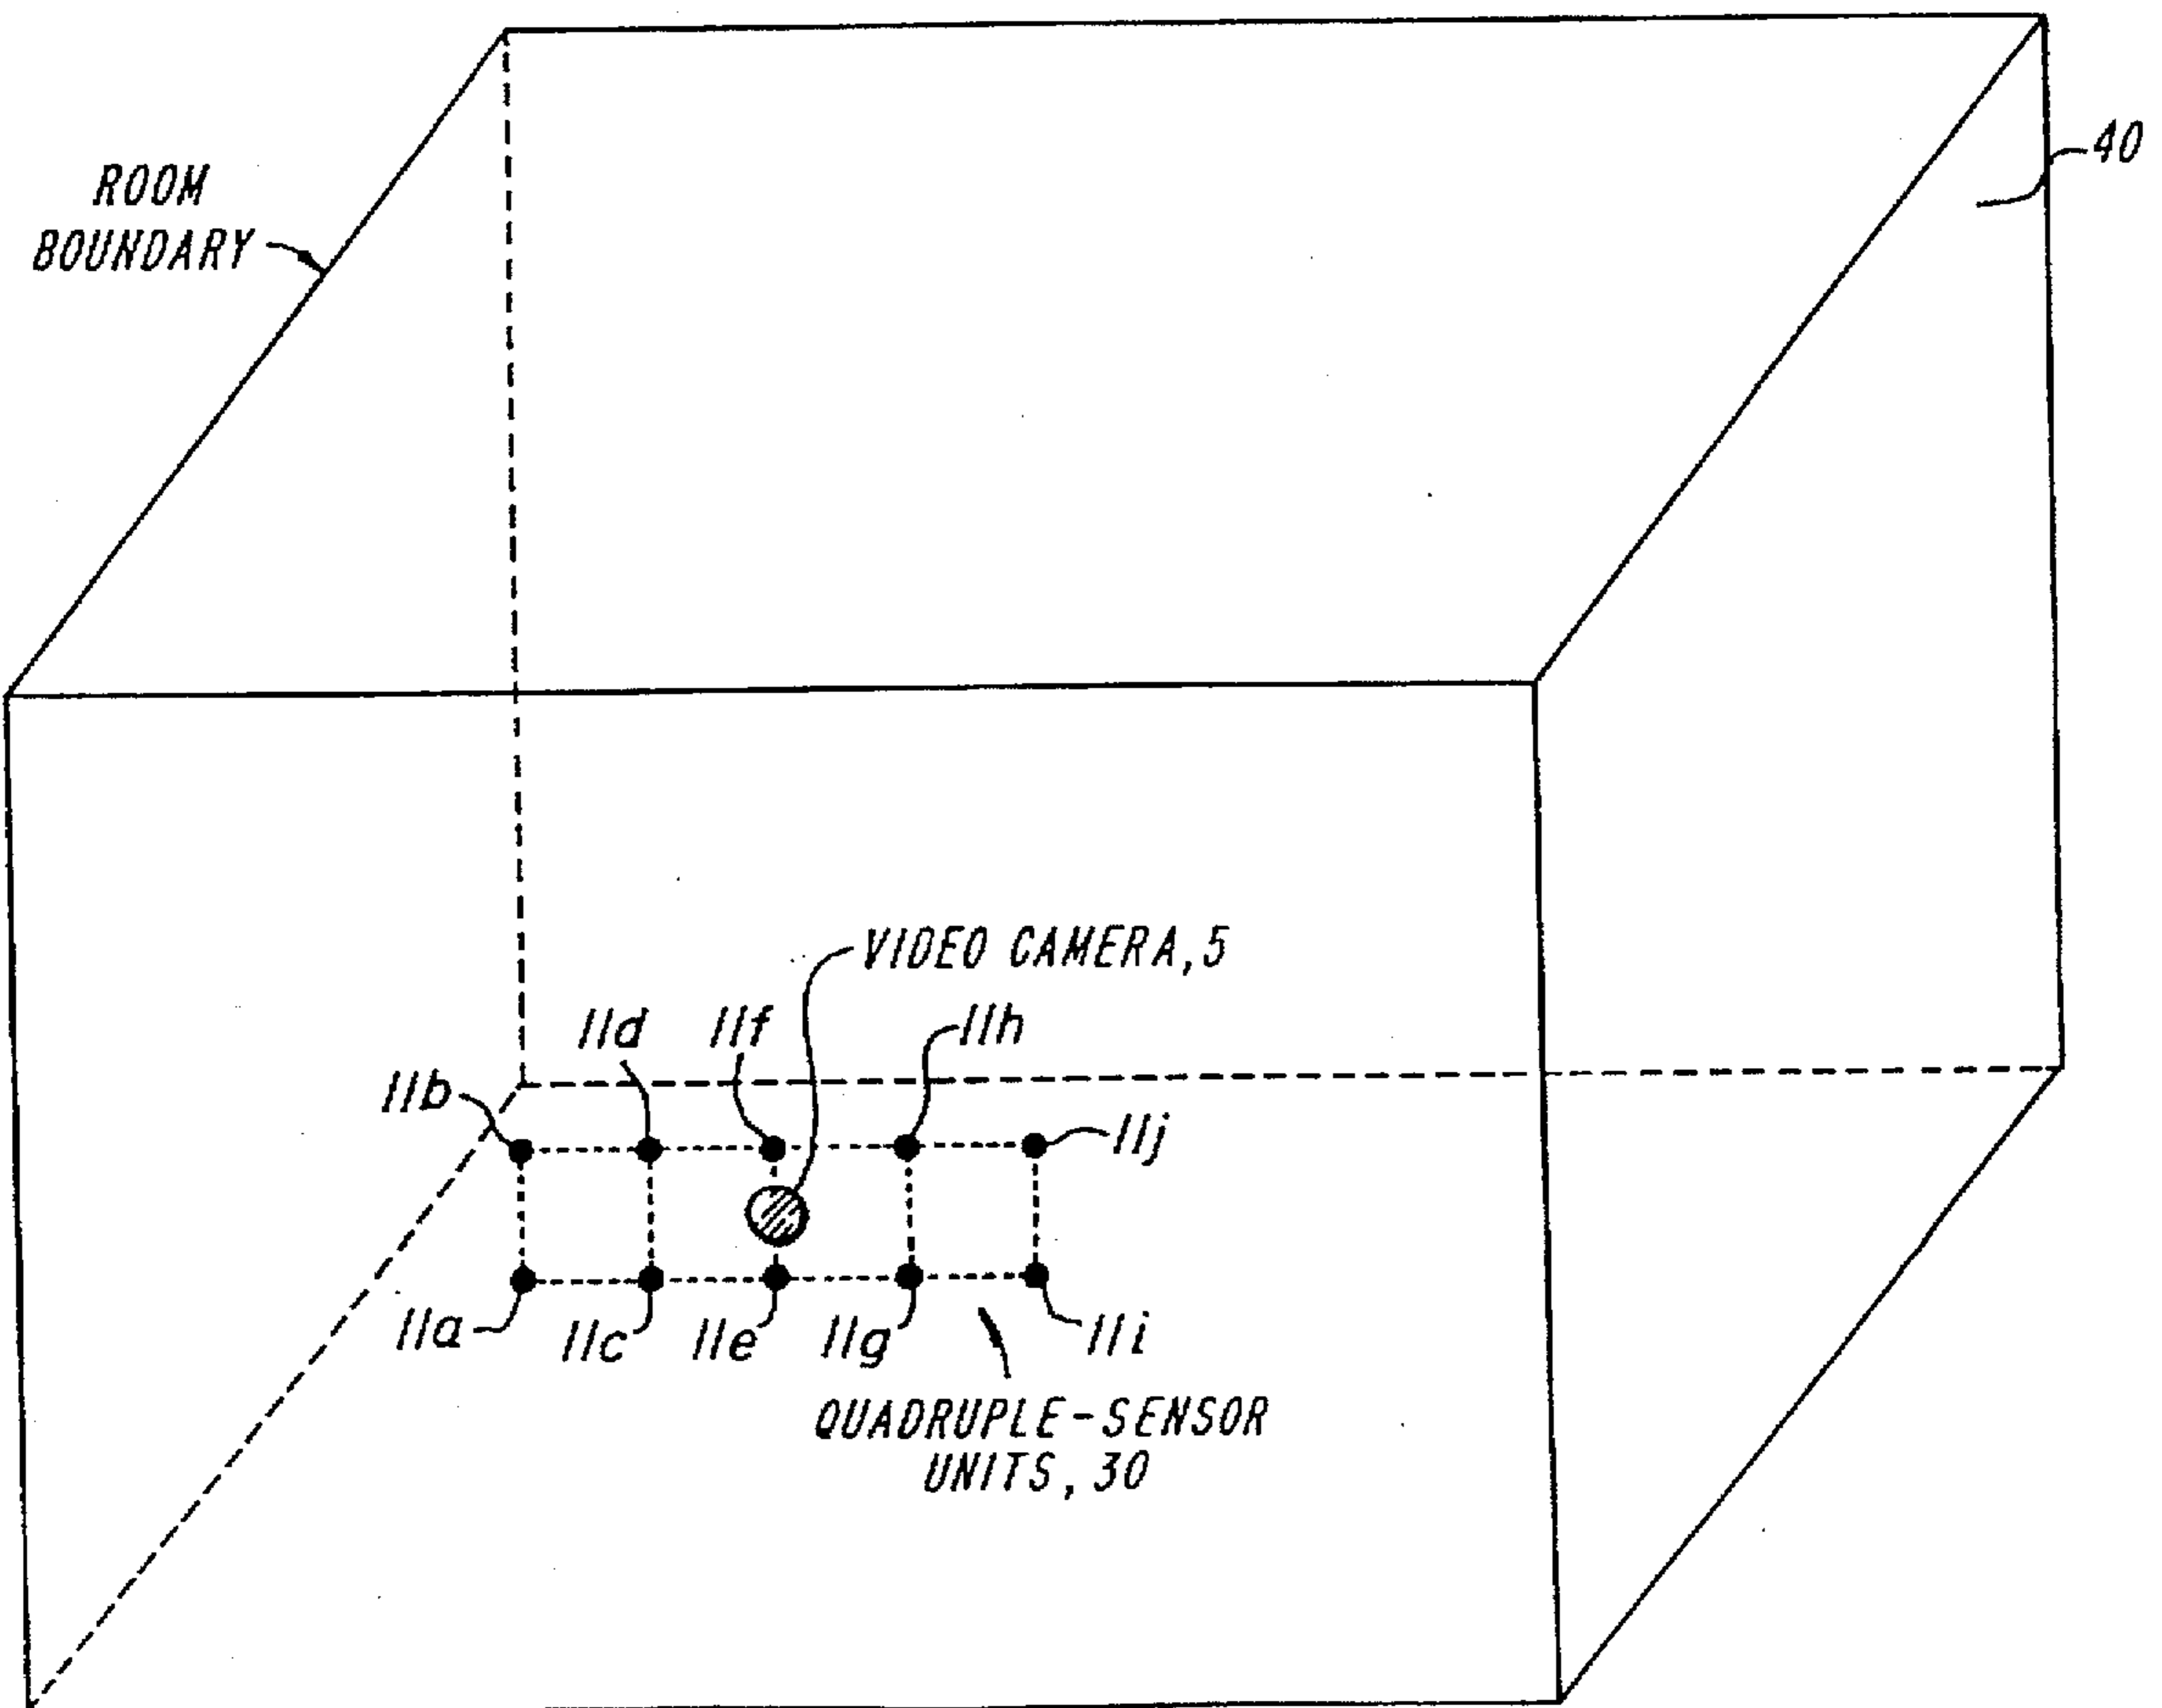 40
ROOM
BOUNDARY
VIDEO CAMERA, 5
11d
11f
11h
11b
11j
11a
11c
11e
11g
11i
QUADRUPLE-SENSOR
UNITS, 30